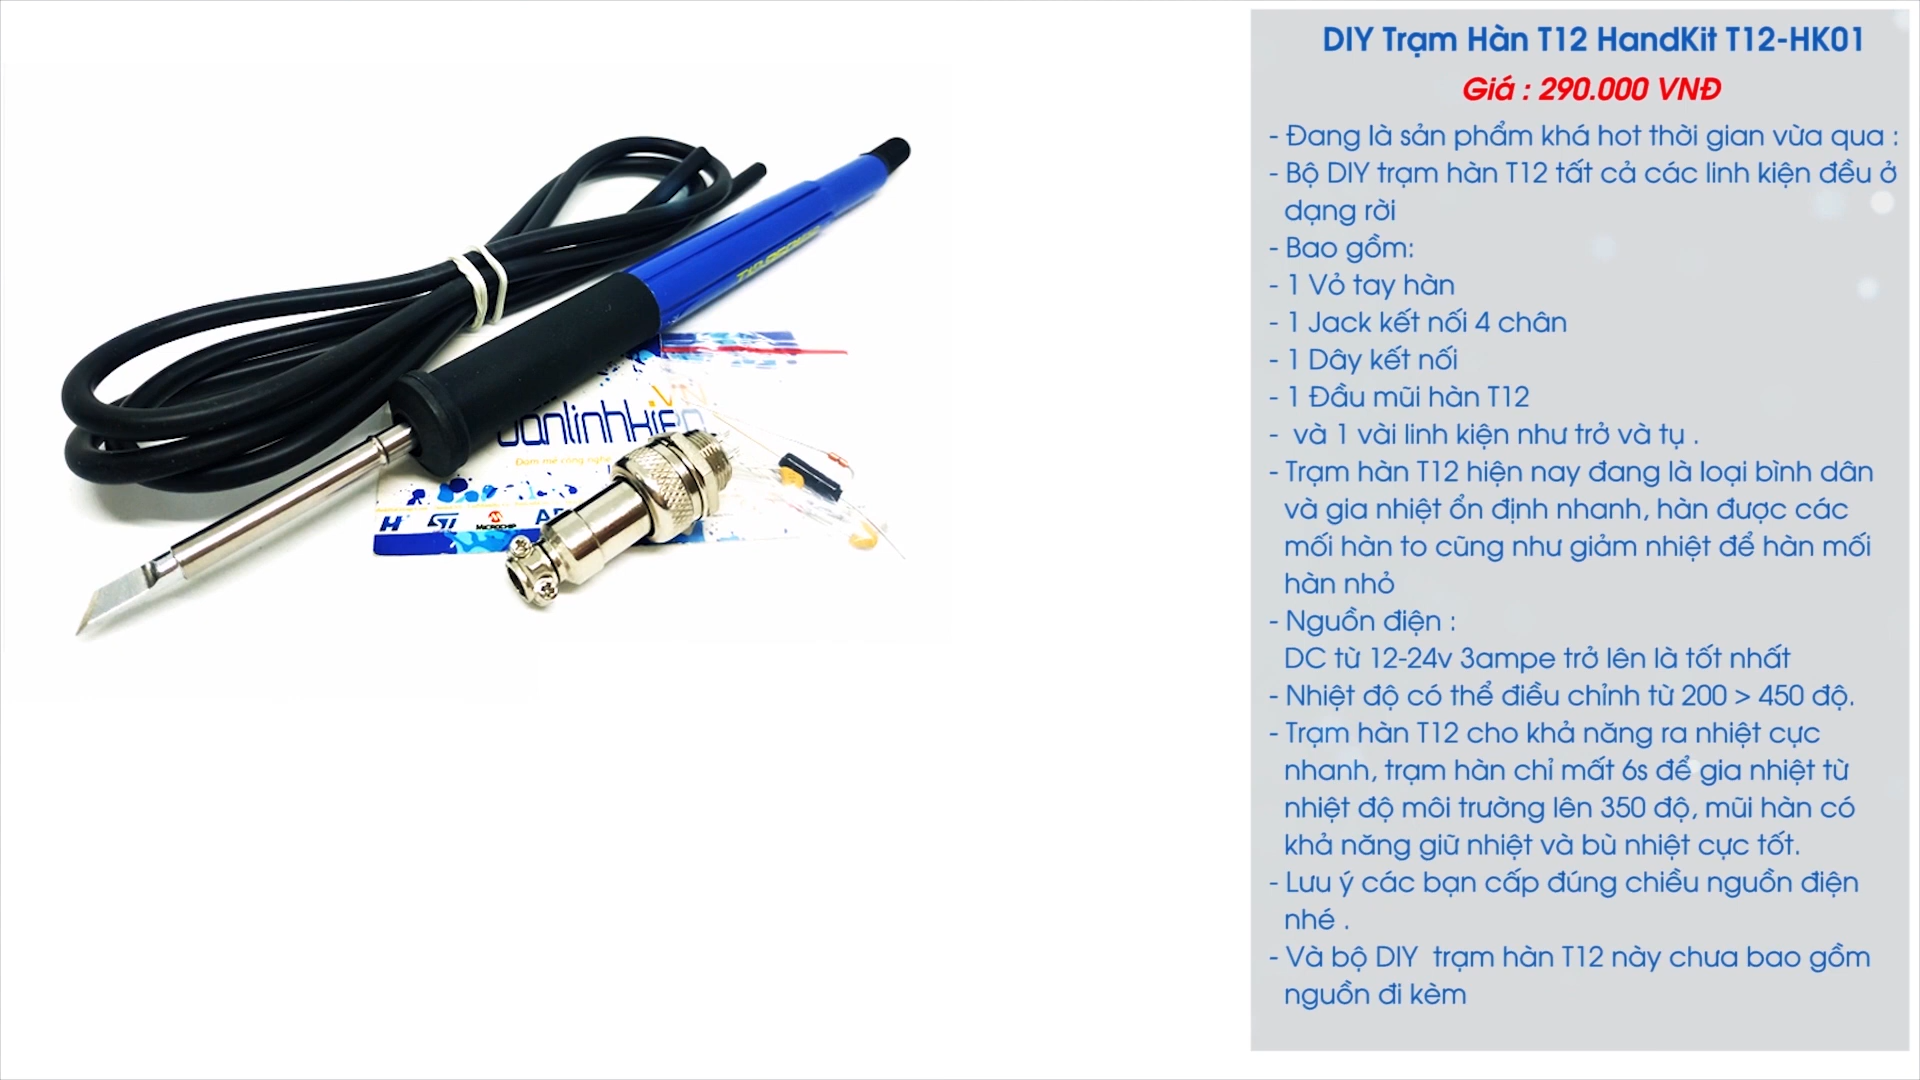 DIY Trạm Hàn T12 HandKit T12-HK01
Giá : 290.000 VNĐ
- Đang là sản phẩm khá hot thời gian vừa qua :
- Bộ DIY trạm hàn T12 tất cả các linh kiện đều ở
dạng rời
- Bao gồm:
- 1 Vỏ tay hàn
- 1 Jack kết nối 4 chân
- 1 Dây kết nối
- 1 Đầu mũi hàn T12
- và 1 vài linh kiện như trở và tụ .
- Trạm hàn T12 hiện nay đang là loại bình dân
và gia nhiệt ổn định nhanh, hàn được các
mối hàn to cũng như giảm nhiệt để hàn mối
hàn nhỏ
- Nguồn điện :
DC từ 12-24v 3ampe trở lên là tốt nhất
- Nhiệt độ có thể điều chỉnh từ 200 > 450 độ.
- Trạm hàn T12 cho khả năng ra nhiệt cực
nhanh, trạm hàn chỉ mất 6s để gia nhiệt từ
nhiệt độ môi trường lên 350 độ, mũi hàn có
khả năng giữ nhiệt và bù nhiệt cực tốt.
- Lưu ý các bạn cấp đúng chiều nguồn điện
nhé .
- Và bộ DIY trạm hàn T12 này chưa bao gồm
nguồn đi kèm
VN
banlinhkiện
Đam mê công nghệ
ST
MICROCHIP